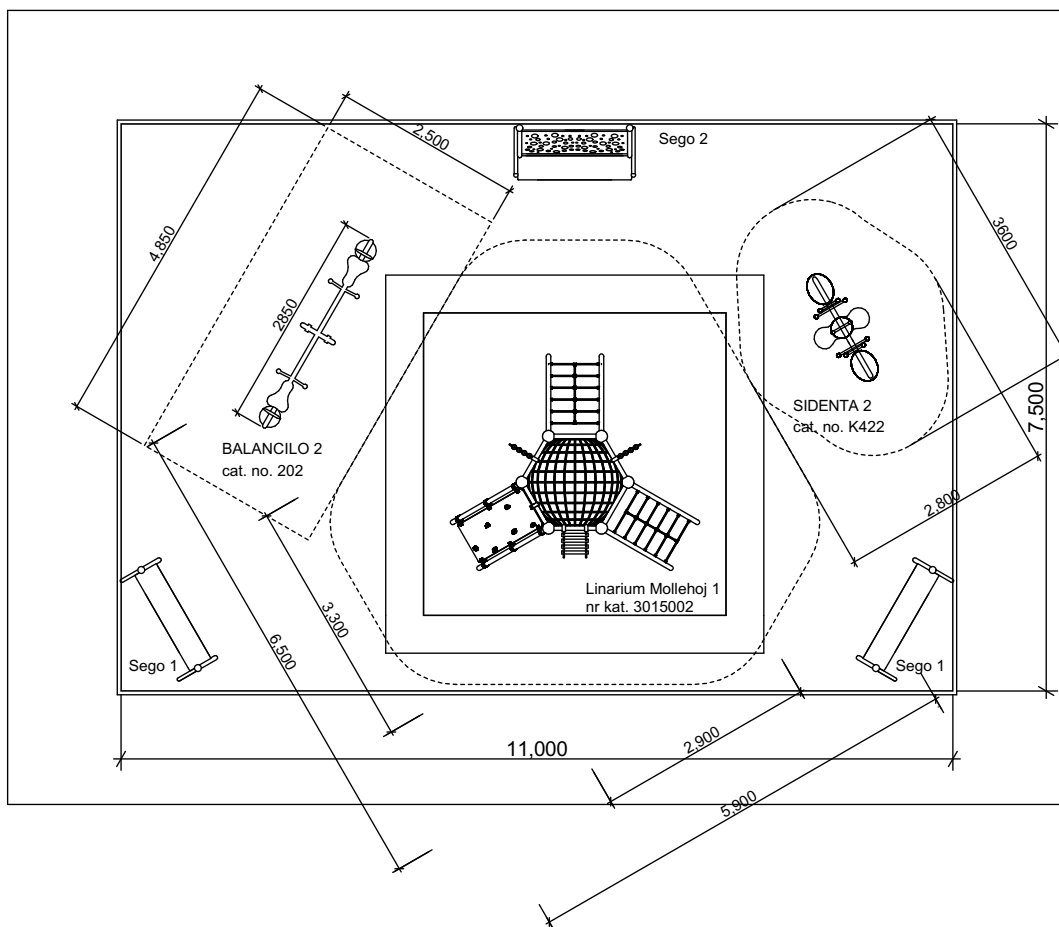 Sego 2
2,500
3600
4,850
2850
7,500
SIDENTA 2
cat. no. K422
BALANCILO 2
cat. no. 202
2,800
Linarium Mollehoj 1
nr kat. 3015002
3,300
6,500
Sego 1
Sego 1
2,900
11,000
5,900